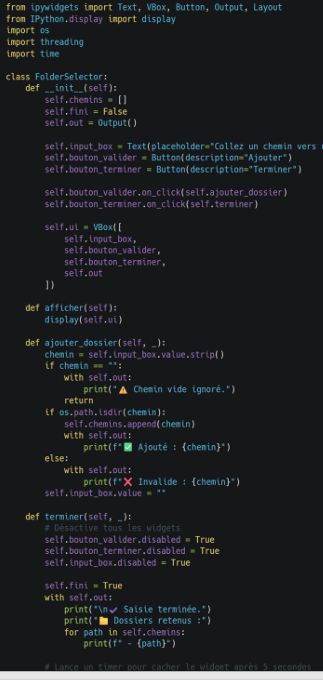 from ipywidgets import Text, VBox, Button, Output, Layout
from IPython.display import display
import os
import threading
import time

class FolderSelector:
    def __init__(self):
        self.chemins = []
        self.fini = False
        self.out = Output()

        self.input_box = Text(placeholder="Collez un chemin vers
        self.bouton_valider = Button(description="Ajouter")
        self.bouton_terminer = Button(description="Terminer")

        self.bouton_valider.on_click(self.ajouter_dossier)
        self.bouton_terminer.on_click(self.terminer)

        self.ui = VBox([
            self.input_box,
            self.bouton_valider,
            self.bouton_terminer,
            self.out
        ])

    def afficher(self):
        display(self.ui)

    def ajouter_dossier(self, _):
        chemin = self.input_box.value.strip()
        if chemin == "":
            with self.out:
                print("⚠️ Chemin vide ignoré.")
            return
        if os.path.isdir(chemin):
            self.chemins.append(chemin)
            with self.out:
                print(f"✅ Ajouté : {chemin}")
        else:
            with self.out:
                print(f"❌ Invalide : {chemin}")
        self.input_box.value = ""

    def terminer(self, _):
        # Désactive tous les widgets
        self.bouton_valider.disabled = True
        self.bouton_terminer.disabled = True
        self.input_box.disabled = True

        self.fini = True
        with self.out:
            print("\n✔️ Saisie terminée.")
            print("📁 Dossiers retenus :")
            for path in self.chemins:
                print(f" - {path}")

        # Lance un timer pour cacher le widget après 5 secondes